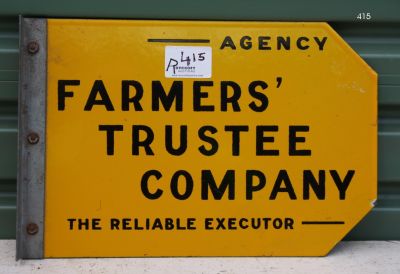 415
AGENCY
415
FARMERS'
TRUSTEE
COMPANY
THE RELIABLE EXECUTOR